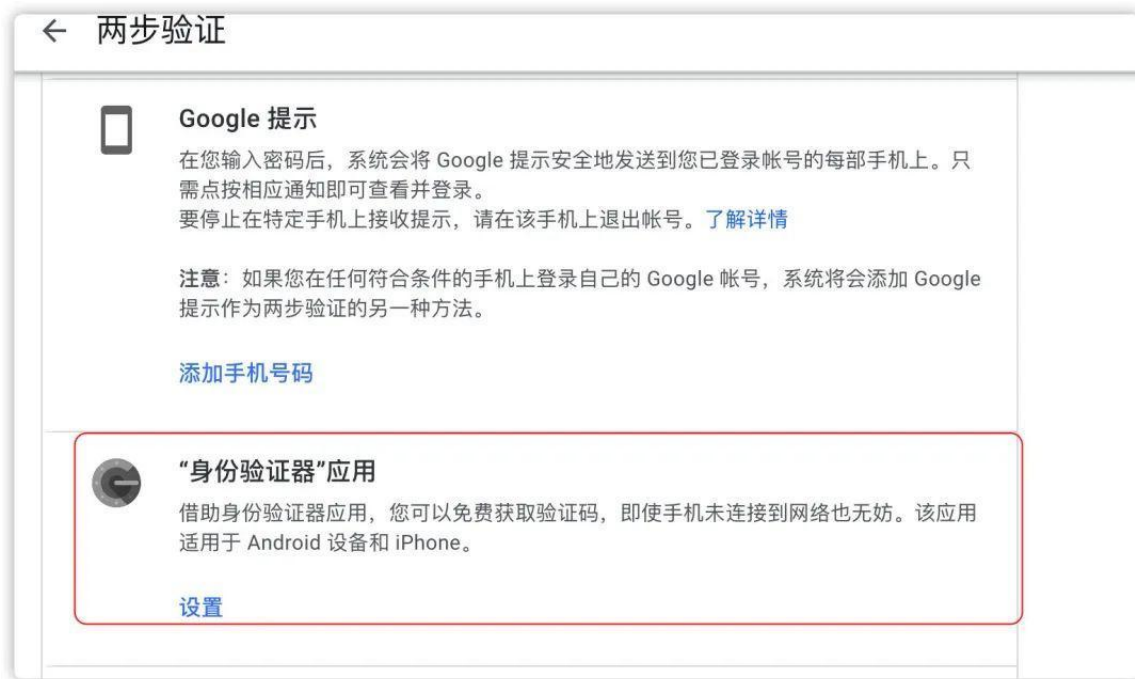 两步验证
Google 提示
在您输入密码后，系统会将 Google 提示安全地发送到您已登录帐号的每部手机上。只
需点按相应通知即可查看并登录。
要停止在特定手机上接收提示，请在该手机上退出帐号。了解详情
注意：如果您在任何符合条件的手机上登录自己的 Google 帐号，系统将会添加 Google
提示作为两步验证的另一种方法。
添加手机号码
“身份验证器”应用
借助身份验证器应用，您可以免费获取验证码，即使手机未连接到网络也无妨。该应用
适用于 Android 设备和 iPhone。
设置